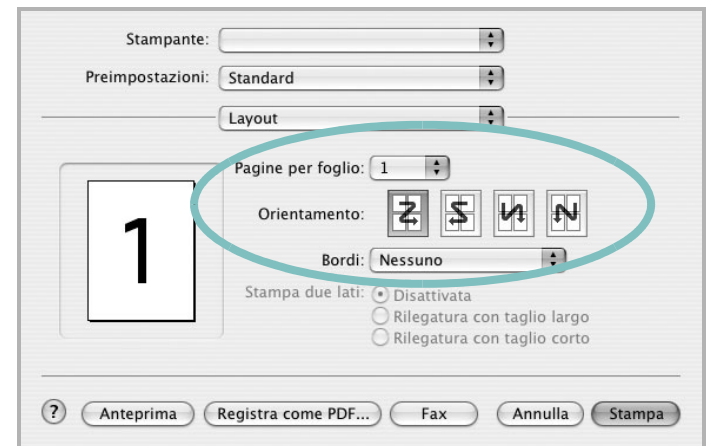 Stampante:
Preimpostazioni: Standard
Layout
Pagine per foglio: 1
1
Orientamento:
Bordi: Nessuno
Stampa due lati: Disattivata
Rilegatura con taglio largo
Rilegatura con taglio corto
? Anteprima Registra come PDF... Fax Annulla Stampa